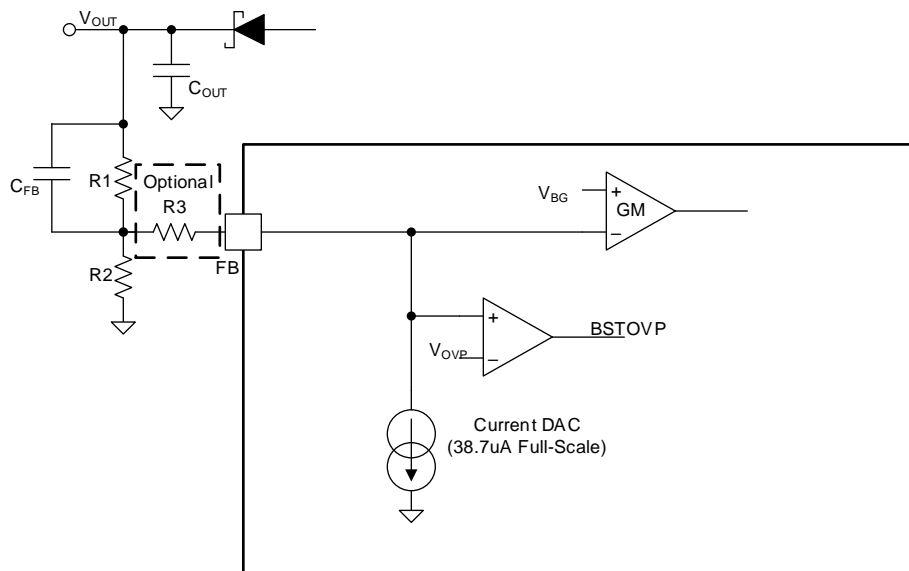 VOUT
COUT
CFB
R1
Optional
R3
R2
FB
VBG
+
GM
−
+
VOVP
−
BSTOVP
Current DAC
(38.7uA Full-Scale)